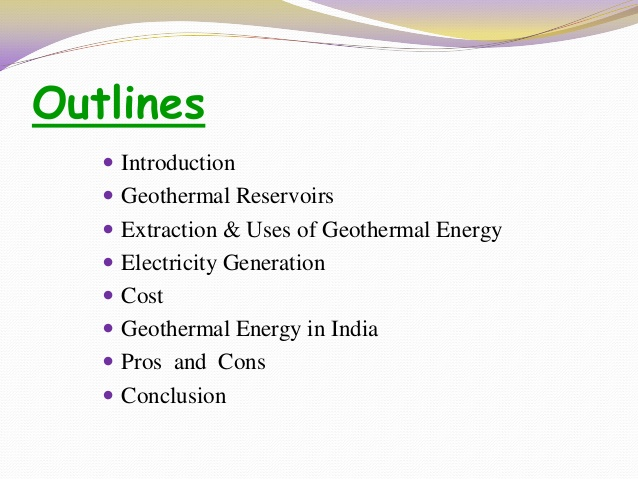 Outlines
Introduction
Geothermal Reservoirs
Extraction & Uses of Geothermal Energy
Electricity Generation
Cost
Geothermal Energy in India
Pros and Cons
Conclusion